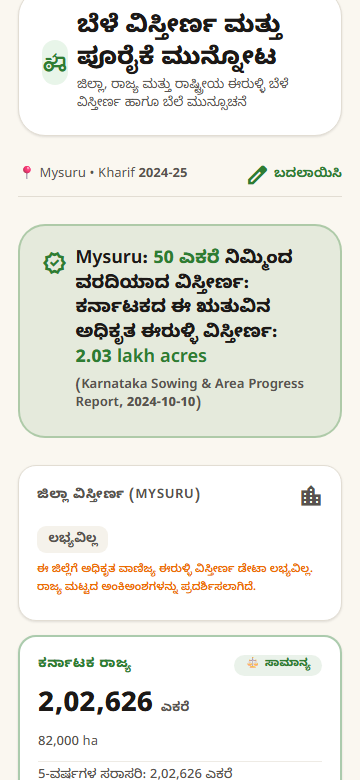 ಬೆಳೆ ವಿಸ್ತೀರ್ಣ ಮತ್ತು
ಪೂರೈಕೆ ಮುನ್ನೋಟ
ಜಿಲ್ಲಾ, ರಾಜ್ಯ ಮತ್ತು ರಾಷ್ಟ್ರೀಯ ಈರುಳ್ಳಿ ಬೆಳೆ
ವಿಸ್ತೀರ್ಣ ಹಾಗೂ ಬೆಲೆ ಮುನ್ಸೂಚನೆ
Mysuru • Kharif 2024-25
ಬದಲಾಯಿಸಿ
Mysuru: 50 ಎಕರೆ ನಿಮ್ಮಿಂದ
ವರದಿಯಾದ ವಿಸ್ತೀರ್ಣ:
ಕರ್ನಾಟಕದ ಈ ಋತುವಿನ
ಅಧಿಕೃತ ಈರುಳ್ಳಿ ವಿಸ್ತೀರ್ಣ:
2.03 lakh acres
(Karnataka Sowing & Area Progress
Report, 2024-10-10)
ಜಿಲ್ಲಾ ವಿಸ್ತೀರ್ಣ (MYSURU)
ಲಭ್ಯವಿಲ್ಲ
ಈ ಜಿಲ್ಲೆಗೆ ಅಧಿಕೃತ ವಾಣಿಜ್ಯ ಈರುಳ್ಳಿ ವಿಸ್ತೀರ್ಣ ಡೇಟಾ ಲಭ್ಯವಿಲ್ಲ.
ರಾಜ್ಯ ಮಟ್ಟದ ಅಂಕಿಅಂಶಗಳನ್ನು ಪ್ರದರ್ಶಿಸಲಾಗಿದೆ.
ಕರ್ನಾಟಕ ರಾಜ್ಯ
ಸಾಮಾನ್ಯ
2,02,626 ಎಕರೆ
82,000 ha
5-ವರ್ಷಗಳ ಸರಾಸರಿ: 2,02,626 ಎಕರೆ